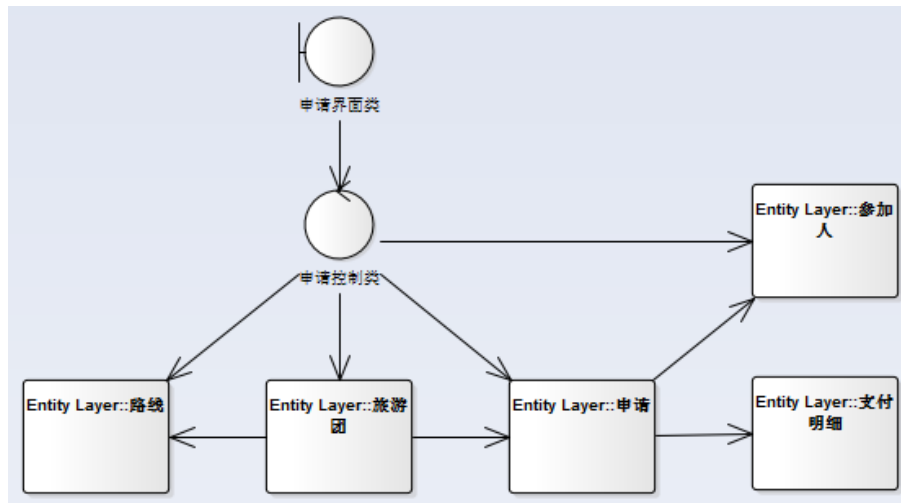 申请界面类
申请控制类
Entity Layer::参加
人
Entity Layer::路线
Entity Layer::旅游
团
Entity Layer::申请
Entity Layer::支付
明细